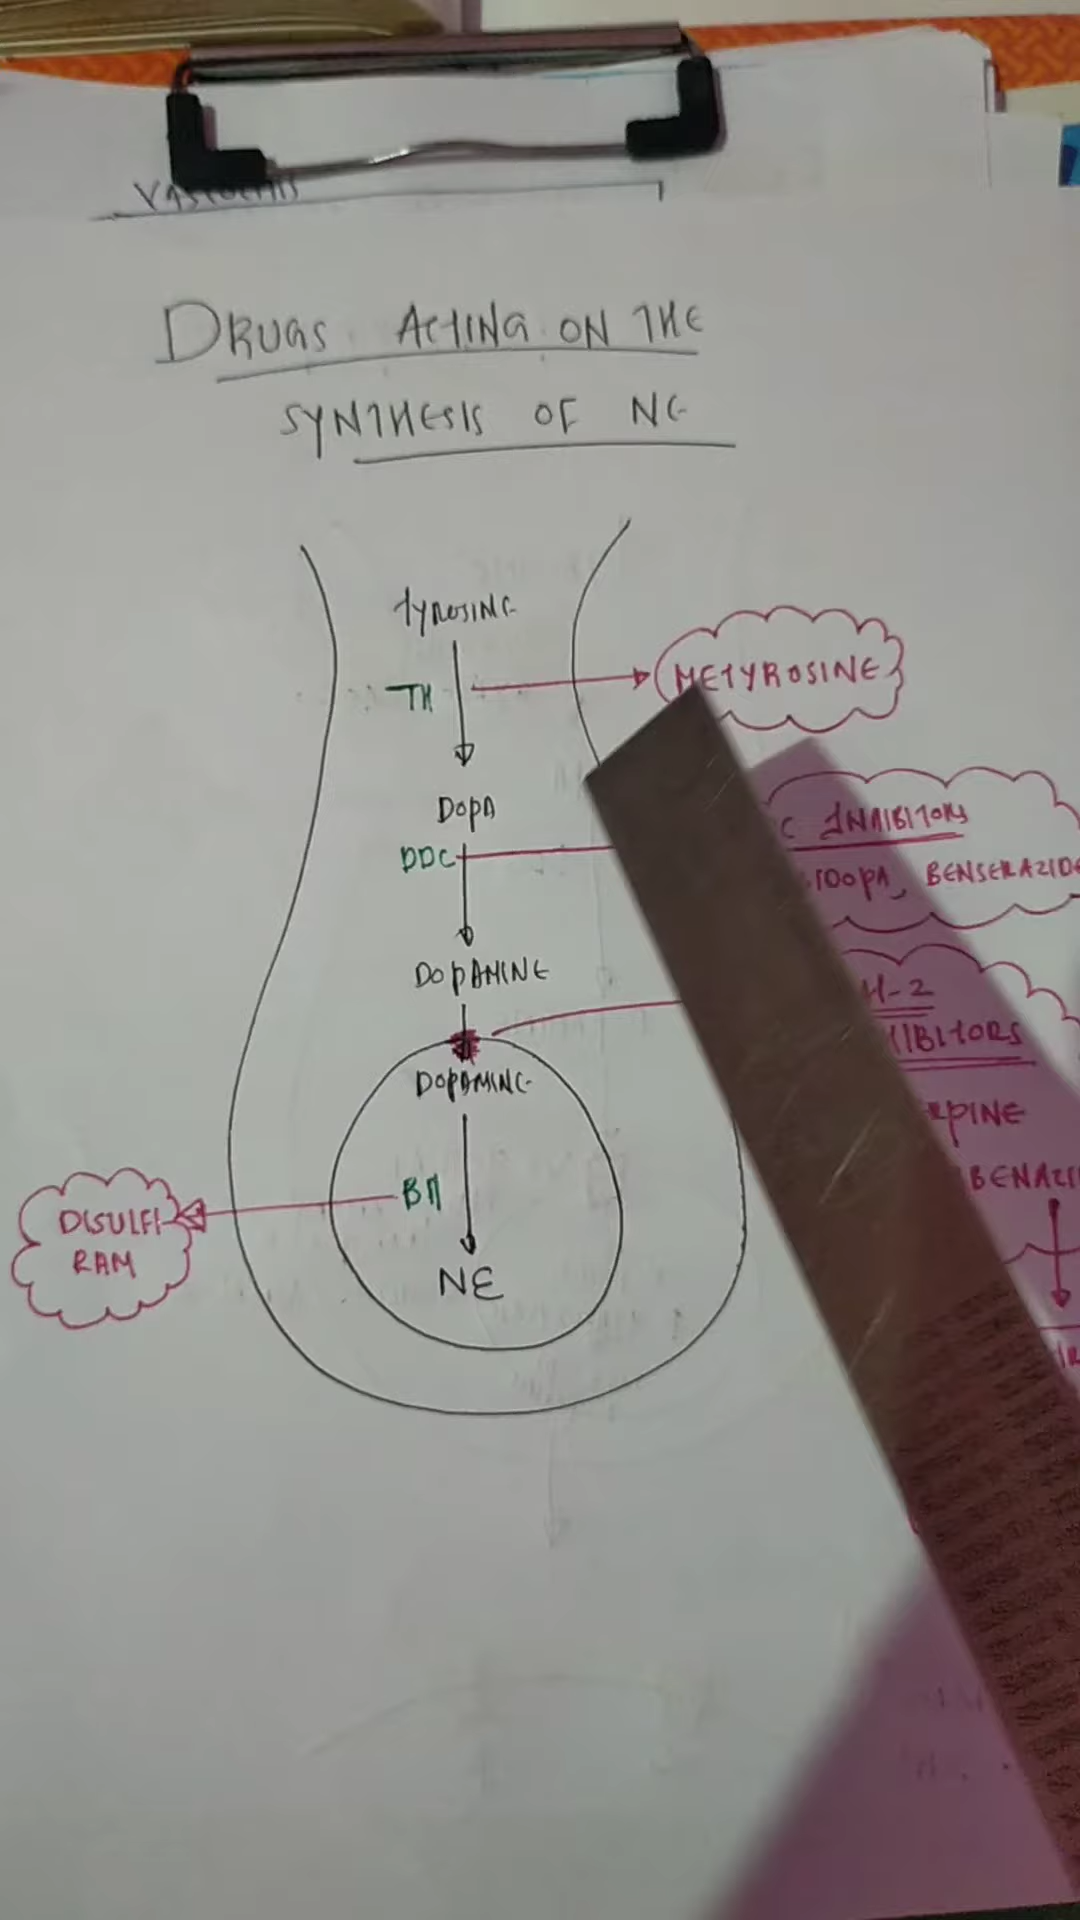 DRUGS ACTING ON THE
SYNTHESIS OF NE
TYROSINE
TH
METYROSINE
DOPA
DDC
C INHIBITORS
BENSERAZIDE
DOPAMINE
H-2
DOPAMINE
BH
DISULFI
RAM
NE